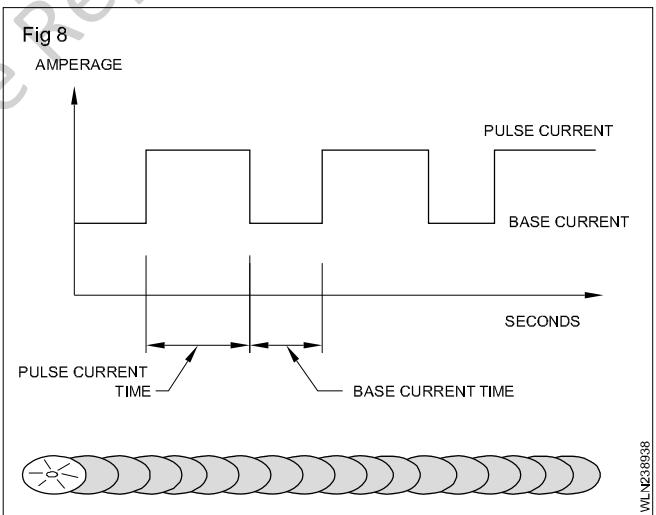 Fig 8
AMPERAGE
PULSE CURRENT
BASE CURRENT
SECONDS
PULSE CURRENT
TIME
BASE CURRENT TIME
WLN238938